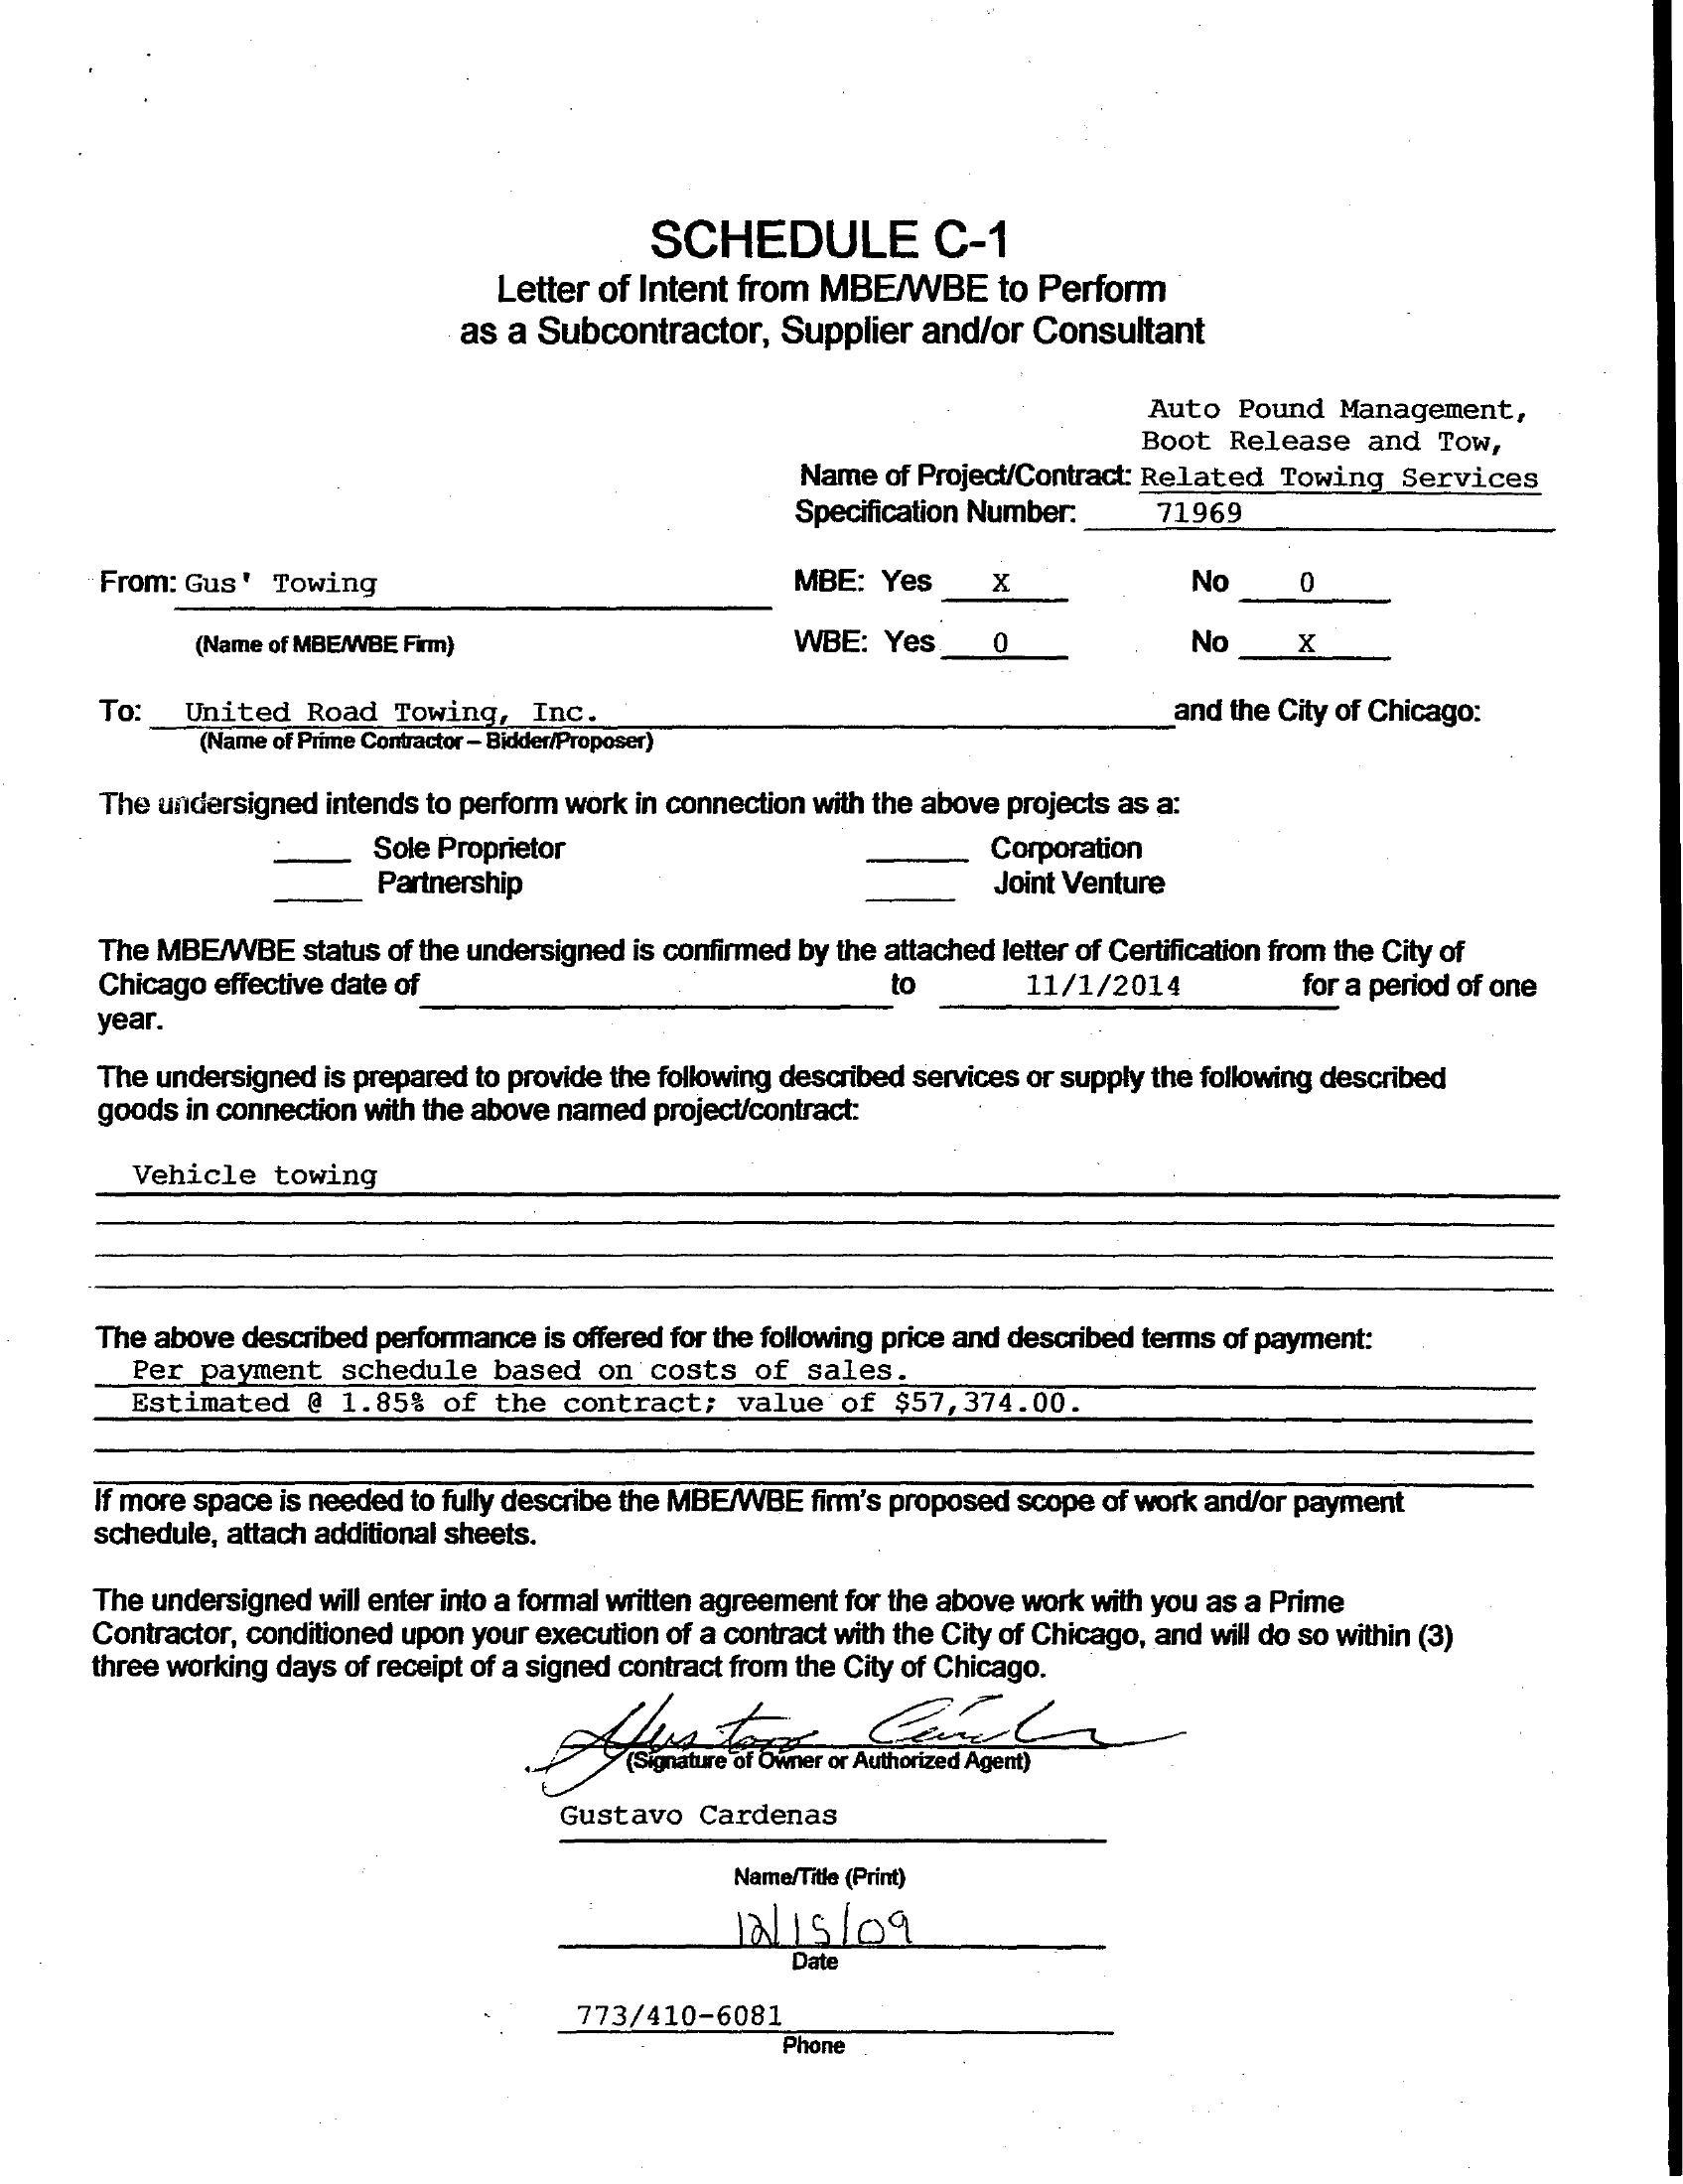 SCHEDULE C-1
Letter of Intent from MBE/WBE to Perform
as a Subcontractor, Supplier and/or Consultant
Auto Pound Management,
Boot Release and Tow,
Name of Project/Contract: Related Towing Services
Specification Number: 71969
From: Gus' Towing MBE: Yes X No 0
(Name of MBE/WBE Firm) WBE: Yes 0 No X
To: United Road Towing, Inc. and the City of Chicago:
(Name of Prime Contractor – Bidder/Proposer)
The undersigned intends to perform work in connection with the above projects as a:
Sole Proprietor Corporation
Partnership Joint Venture
The MBE/WBE status of the undersigned is confirmed by the attached letter of Certification from the City of
Chicago effective date of to 11/1/2014 for a period of one
year.
The undersigned is prepared to provide the following described services or supply the following described
goods in connection with the above named project/contract:
Vehicle towing
The above described performance is offered for the following price and described terms of payment:
Per payment schedule based on costs of sales.
Estimated @ 1.85% of the contract; value of $57,374.00.
If more space is needed to fully describe the MBE/WBE firm's proposed scope of work and/or payment
schedule, attach additional sheets.
The undersigned will enter into a formal written agreement for the above work with you as a Prime
Contractor, conditioned upon your execution of a contract with the City of Chicago, and will do so within (3)
three working days of receipt of a signed contract from the City of Chicago.
(Signature of Owner or Authorized Agent)
Gustavo Cardenas
Name/Title (Print)
12/15/09
Date
773/410-6081
Phone